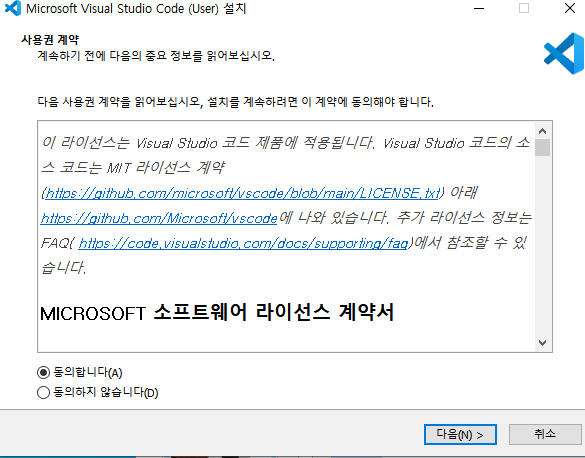 Microsoft Visual Studio Code (User) 설치
사용권 계약
계속하기 전에 다음의 중요 정보를 읽어보십시오.
다음 사용권 계약을 읽어보십시오, 설치를 계속하려면 이 계약에 동의해야 합니다.
이 라이선스는 Visual Studio 코드 제품에 적용됩니다. Visual Studio 코드의 소
스 코드는 MIT 라이선스 계약
(https://github.com/microsoft/vscode/blob/main/LICENSE.txt) 아래
https://github.com/Microsoft/vscode에 나와 있습니다. 추가 라이선스 정보는
FAQ( https://code.visualstudio.com/docs/supporting/faq)에서 참조할 수 있
습니다.
MICROSOFT 소프트웨어 라이선스 계약서
동의합니다(A)
동의하지 않습니다(D)
다음(N) >
취소